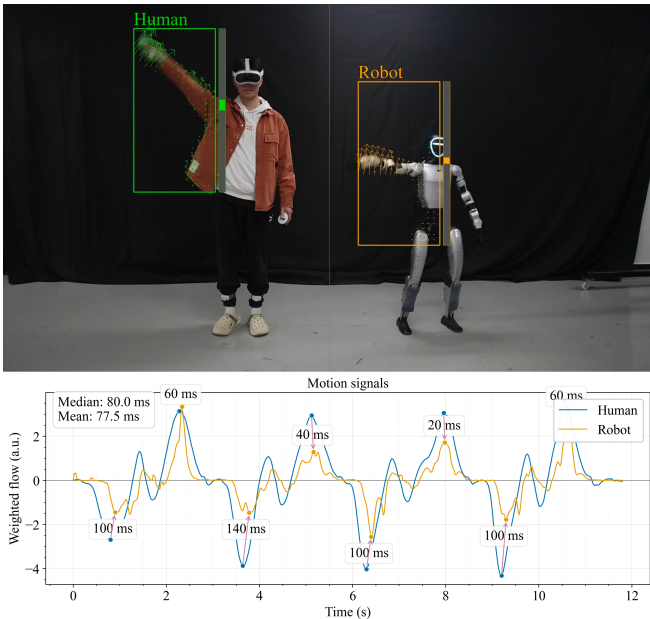 Human
Robot
Motion signals
Median: 80.0 ms
Mean: 77.5 ms
60 ms
40 ms
20 ms
60 ms
Human
Robot
100 ms
140 ms
100 ms
100 ms
Weighted flow (a.u.)
2
0
−2
−4
0
2
4
6
8
10
12
Time (s)